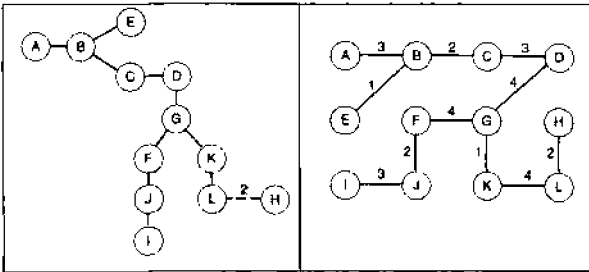 E
A B
C D
G
F K
J L 2 H
I
A 3 B 2 C 3 D
1 4
E F 4 G H
2 1 2
I 3 J K 4 L